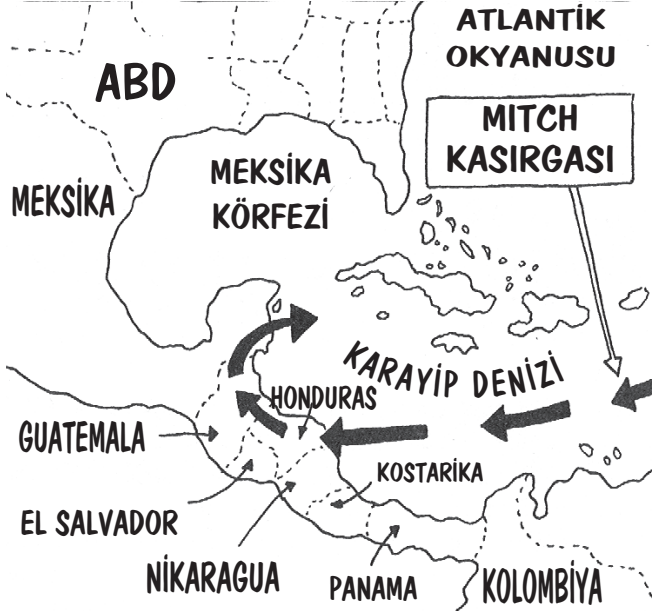 ATLANTİK
OKYANUSU
ABD
MITCH
KASIRGASI
MEKSİKA
KÖRFEZİ
MEKSİKA
KARAYİP DENİZİ
HONDURAS
GUATEMALA
KOSTARİKA
EL SALVADOR
NİKARAGUA
PANAMA
KOLOMBİYA